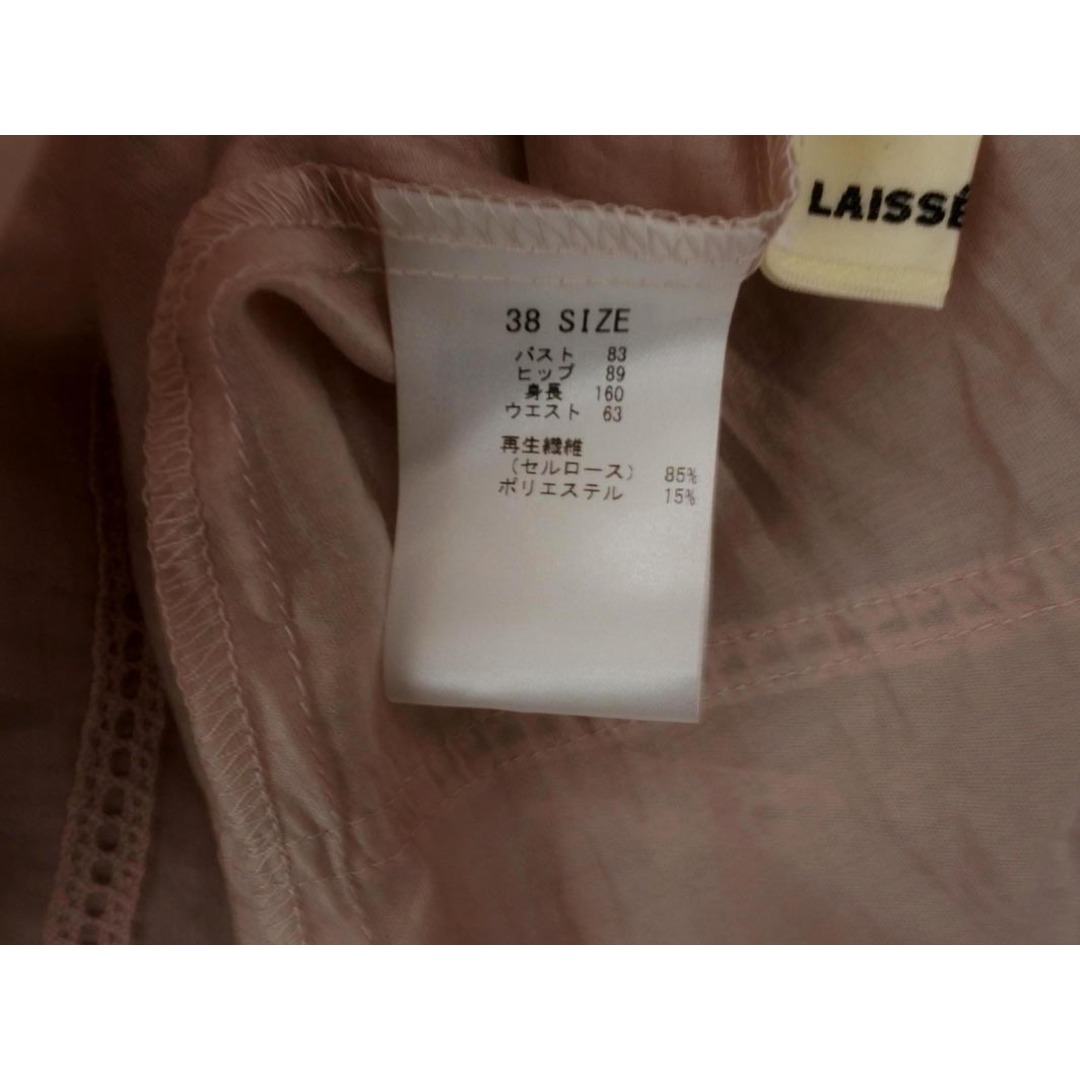 LAISSÉ
38 SIZE
バスト 83
ヒップ 89
身長 160
ウエスト 63
再生繊維
(セルロース) 85%
ポリエステル 15%